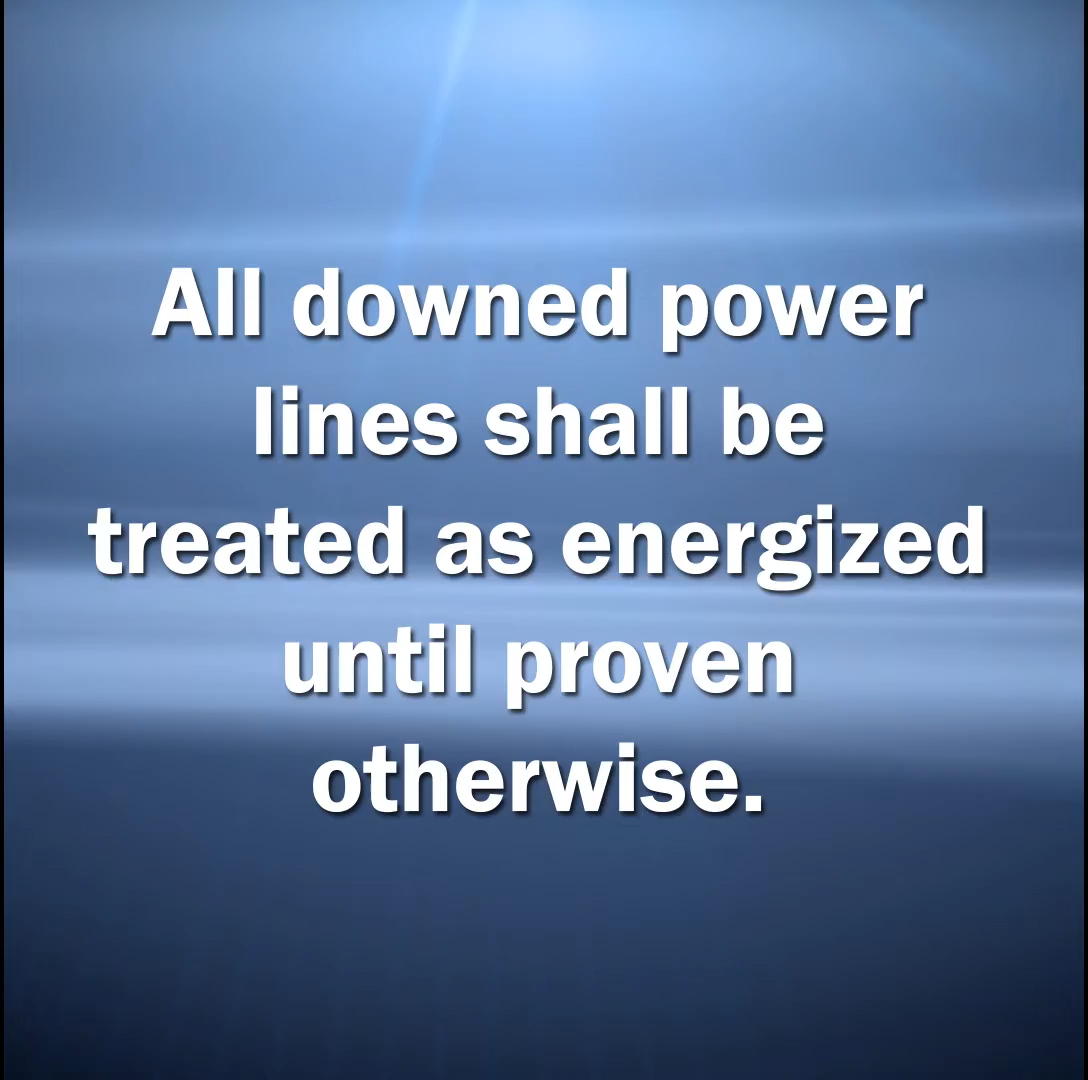 All downed power
lines shall be
treated as energized
until proven
otherwise.